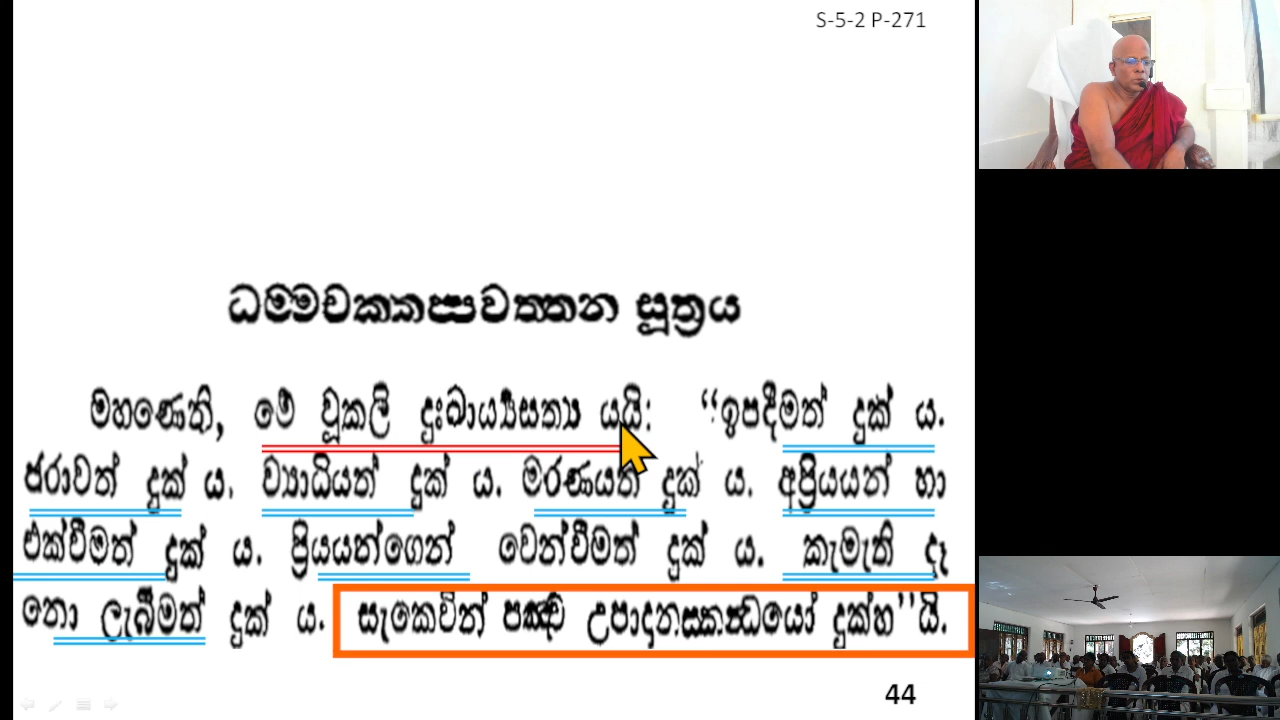 S-5-2 P-271
ධම්මචක්කප්පවත්තන සූත්‍රය
මහණෙනි, මේ වූකලි දුඃඛාර්‍ය්‍යසත්‍ය යයි: “ඉපදීමත් දුක් ය.
ජරාවත් දුක් ය. ව්‍යාධියත් දුක් ය. මරණයත් දුක් ය. අප්‍රියයන් හා
එක්වීමත් දුක් ය. ප්‍රියයන්ගෙන් වෙන්වීමත් දුක් ය. කැමැති දෑ
නො ලැබීමත් දුක් ය. සැකෙවින් පඤ්ච උපාදානස්කන්‍ධයෝ දුක්හ”යි.
44